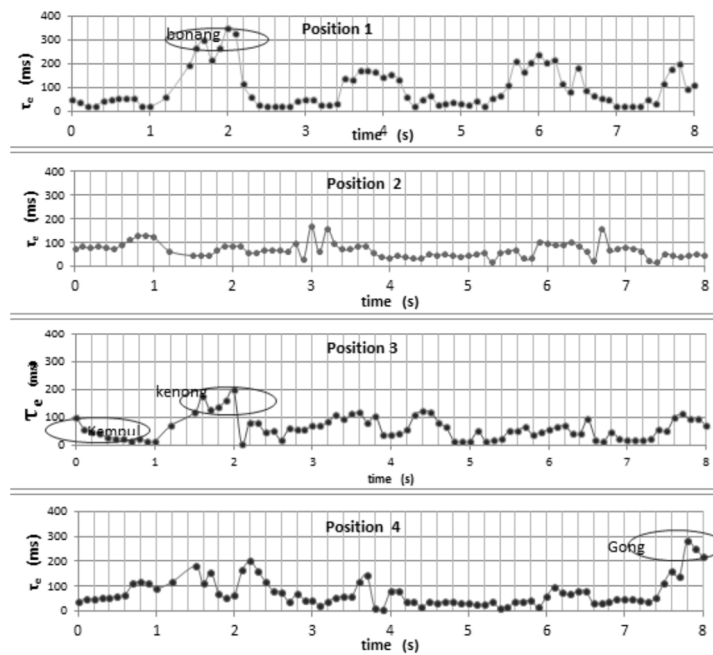 Position 1
bonang
τe (ms)
400
300
200
100
0
0 1 2 3 4 5 6 7 8
time (s)
Position 2
τe (ms)
400
300
200
100
0
0 1 2 3 4 5 6 7 8
time (s)
Position 3
kenong
Kempul
τe (ms)
400
300
200
100
0
0 1 2 3 4 5 6 7 8
time (s)
Position 4
Gong
τe (ms)
400
300
200
100
0
0 1 2 3 4 5 6 7 8
time (s)